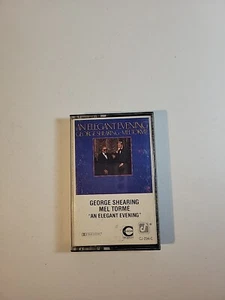 AN ELEGANT EVENING
GEORGE SHEARING MEL TORME
GEORGE SHEARING
MEL TORME
"AN ELEGANT EVENING"